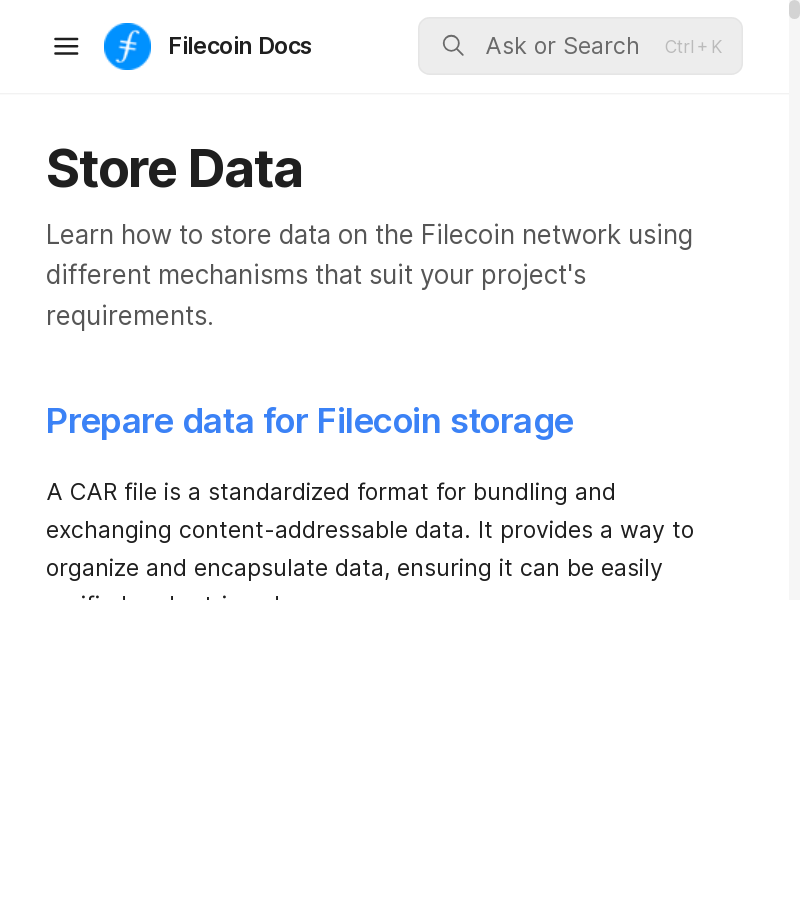 Filecoin Docs
Ask or Search
Ctrl + K
Store Data
Learn how to store data on the Filecoin network using
different mechanisms that suit your project's
requirements.
Prepare data for Filecoin storage
A CAR file is a standardized format for bundling and
exchanging content-addressable data. It provides a way to
organize and encapsulate data, ensuring it can be easily